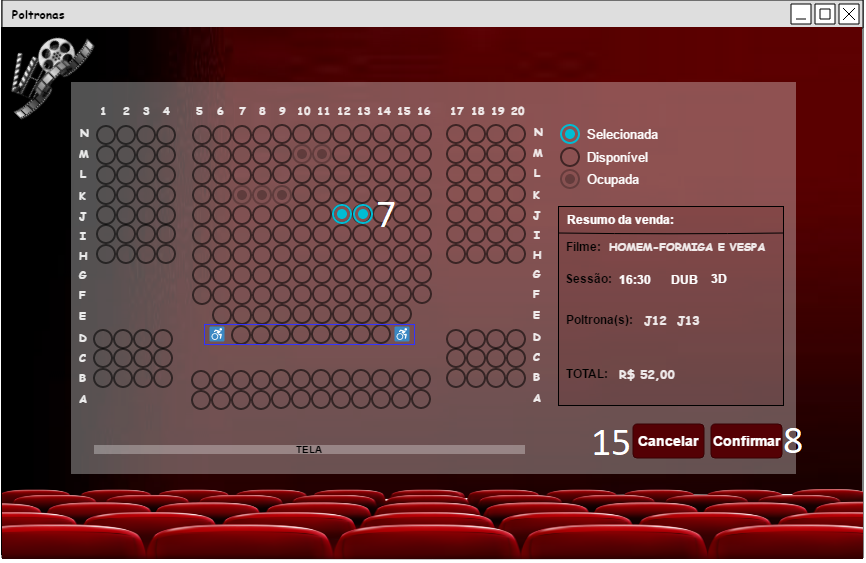 Poltronas
1 2 3 4 5 6 7 8 9 10 11 12 13 14 15 16 17 18 19 20
N N
M M
L L
K K
J 7 J
I I
H H
G G
F F
E E
D D
C C
B B
A A
TELA
Selecionada
Disponível
Ocupada
Resumo da venda:
Filme: HOMEM-FORMIGA E VESPA
Sessão: 16:30 DUB 3D
Poltrona(s): J12 J13
TOTAL: R$ 52,00
15 Cancelar Confirmar 8